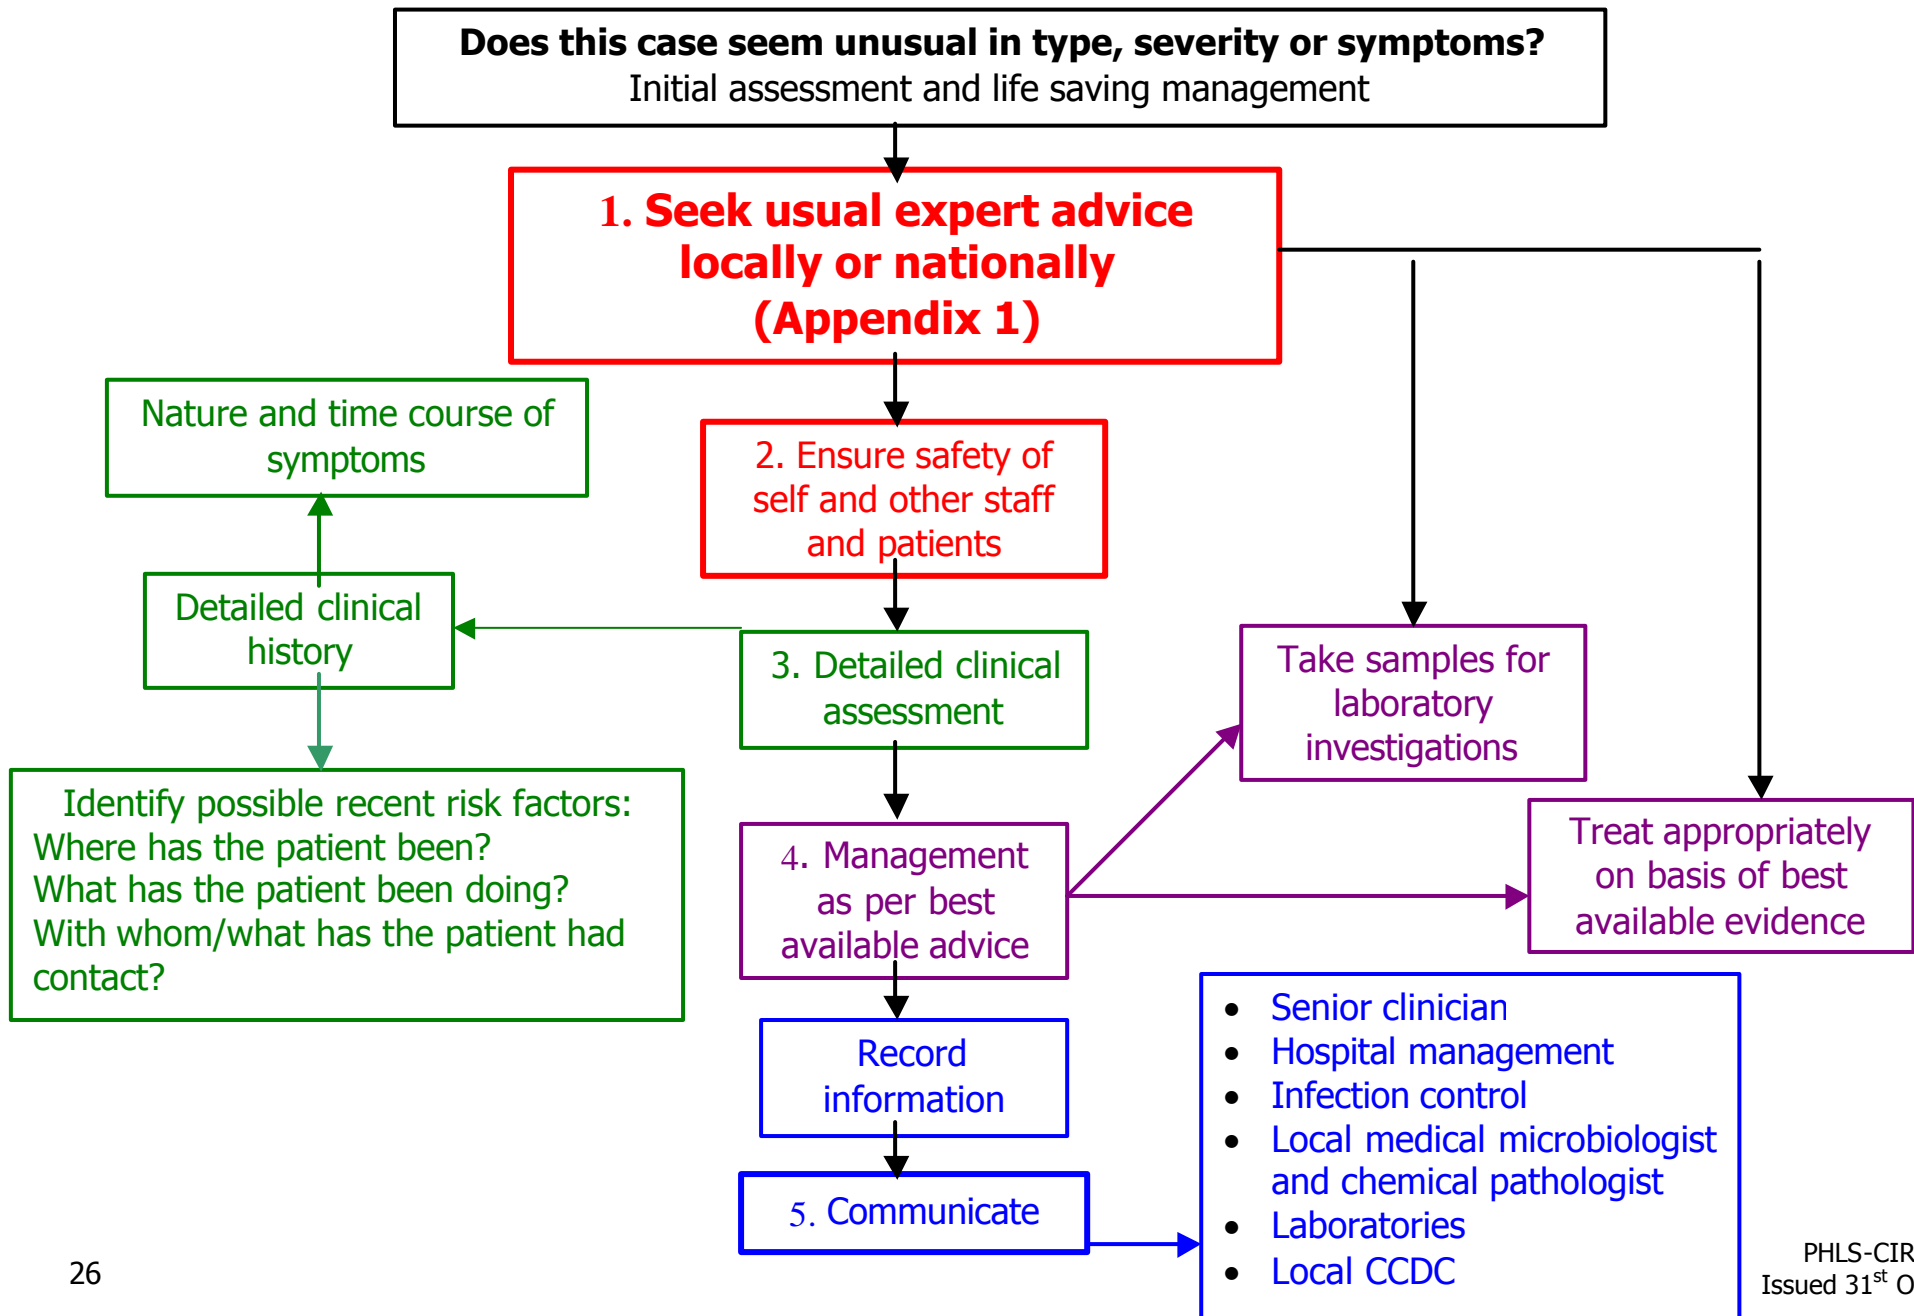 Does this case seem unusual in type, severity or symptoms?
Initial assessment and life saving management
1. Seek usual expert advice
locally or nationally
(Appendix 1)
Nature and time course of
symptoms
2. Ensure safety of
self and other staff
and patients
Detailed clinical
history
3. Detailed clinical
assessment
Take samples for
laboratory
investigations
Identify possible recent risk factors:
Where has the patient been?
What has the patient been doing?
With whom/what has the patient had
contact?
4. Management
as per best
available advice
Treat appropriately
on basis of best
available evidence
Record
information
5. Communicate
• Senior clinician
• Hospital management
• Infection control
• Local medical microbiologist
and chemical pathologist
• Laboratories
• Local CCDC
26
PHLS-CIR
Issued 31st O